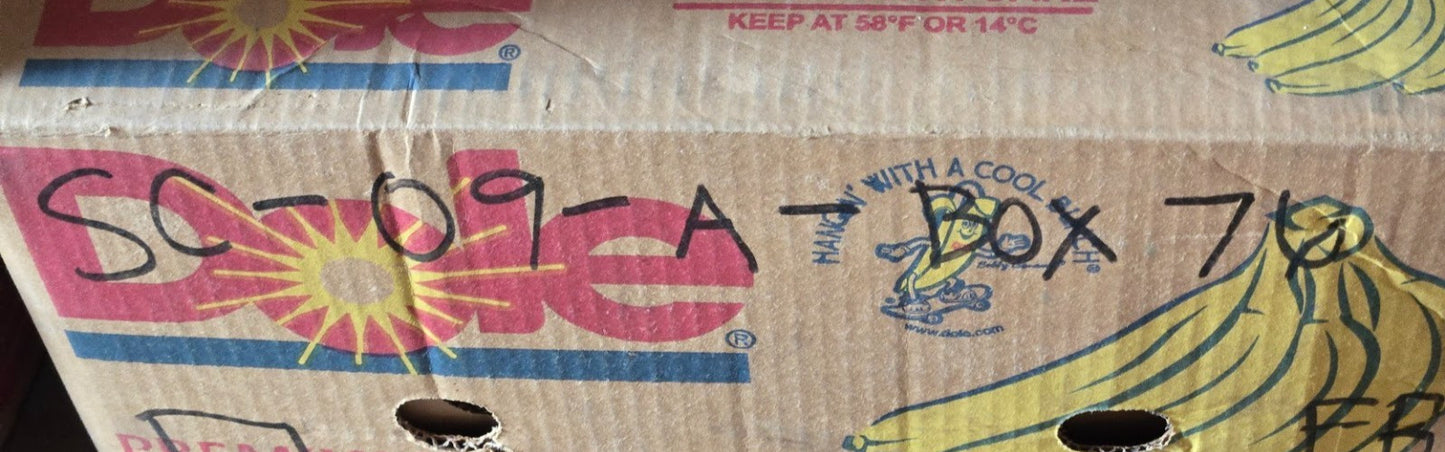 Dole®
KEEP AT 58°F OR 14°C
Dole®
SC-09-A-BOX 76
HANGIN' WITH A COOL BUNCH®
www.dole.com